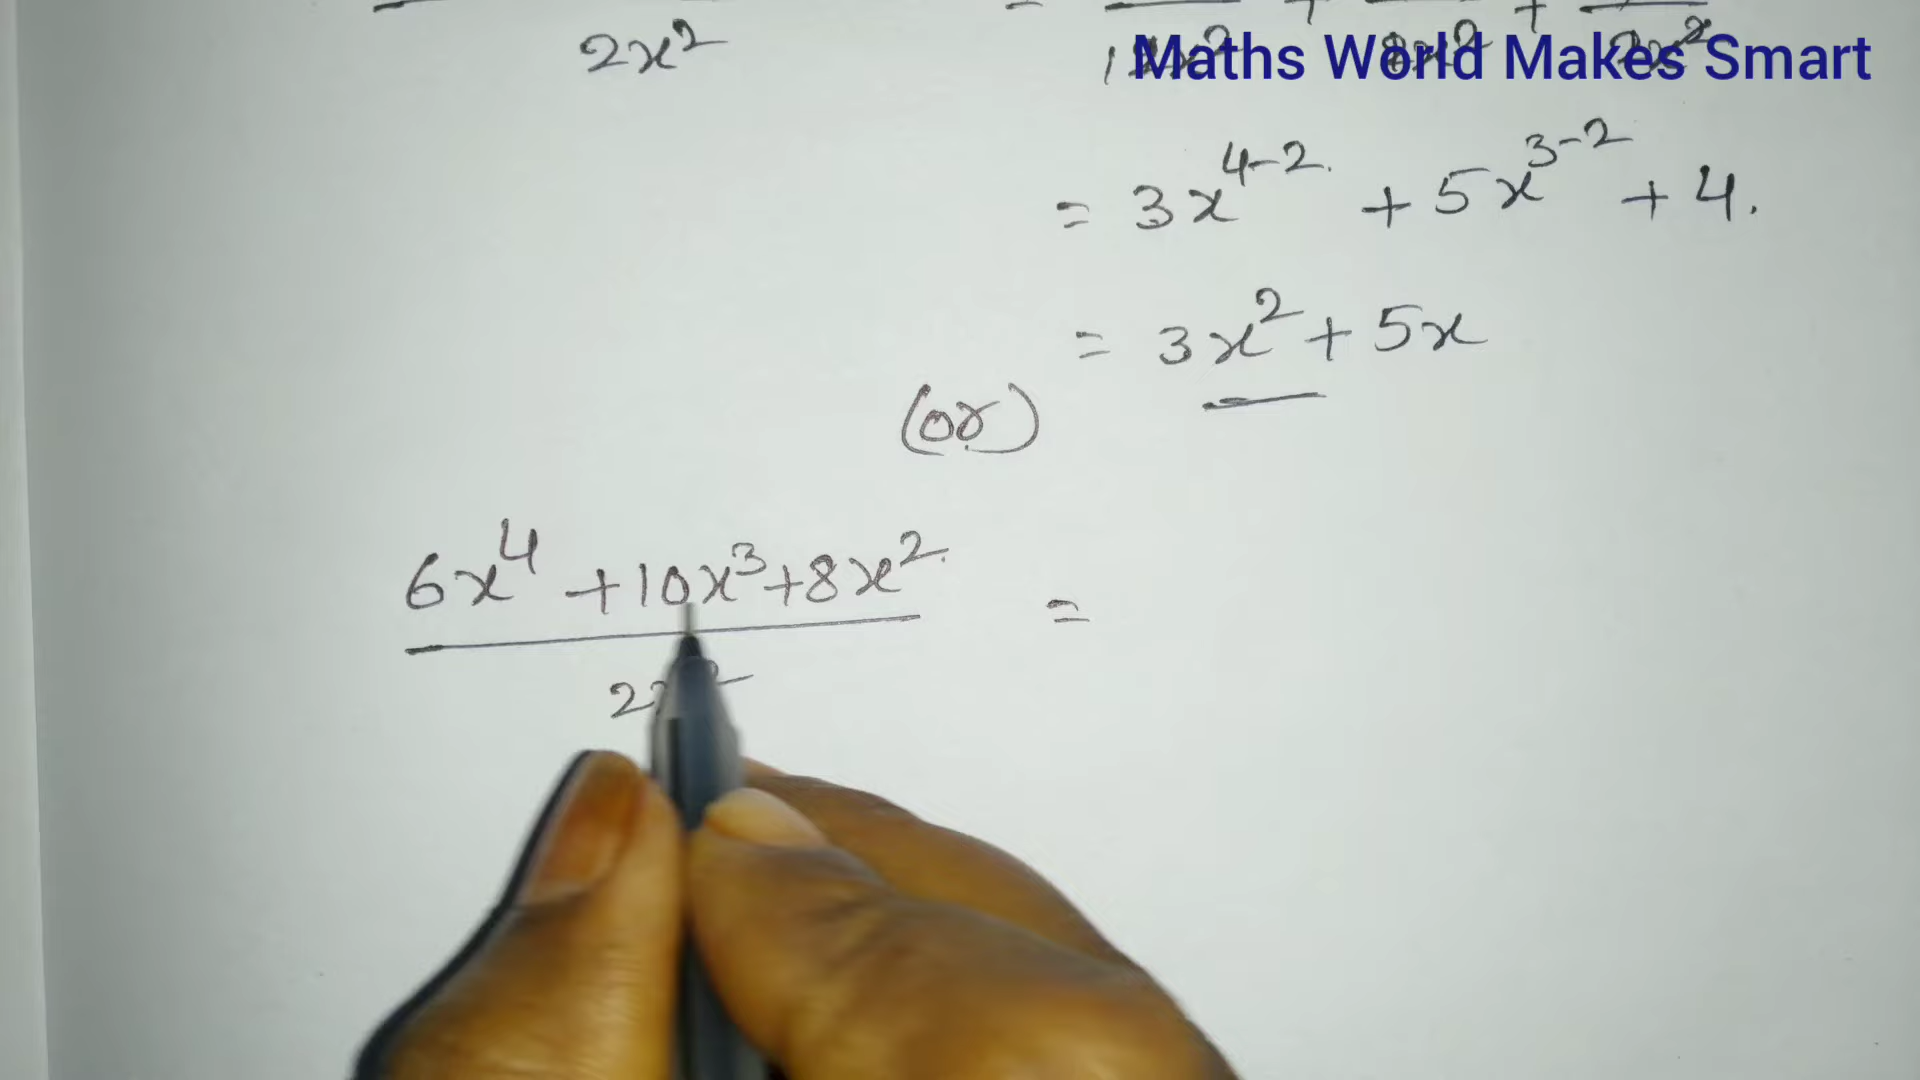 2x²
Maths World Makes Smart
= 3x⁴⁻² + 5x³⁻² + 4.
= 3x² + 5x
(or)
6x⁴ + 10x³ + 8x² =